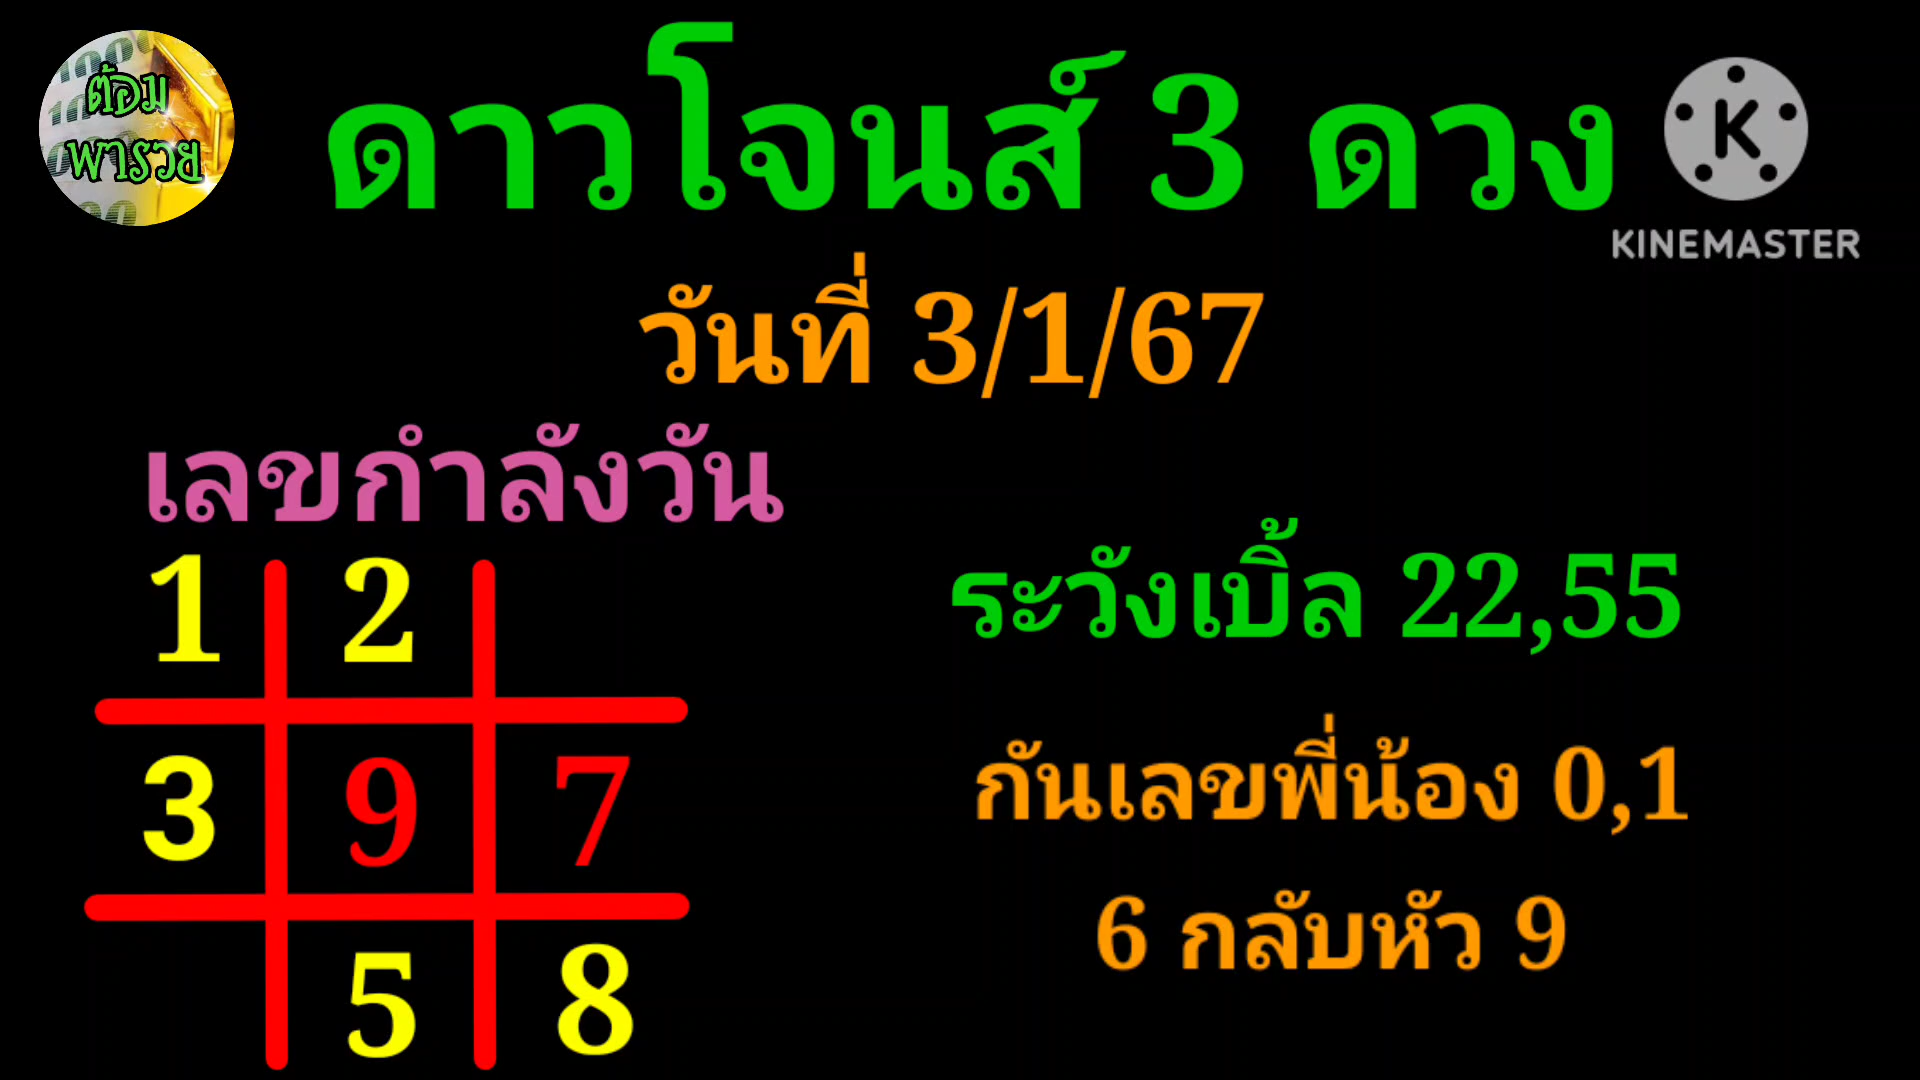 ต้อม
พารวย
ดาวโจนส์ 3 ดวง
KINEMASTER
วันที่ 3/1/67
เลขกำลังวัน
1 2
3 9 7
5 8
ระวังเบิ้ล 22,55
กันเลขพี่น้อง 0,1
6 กลับหัว 9